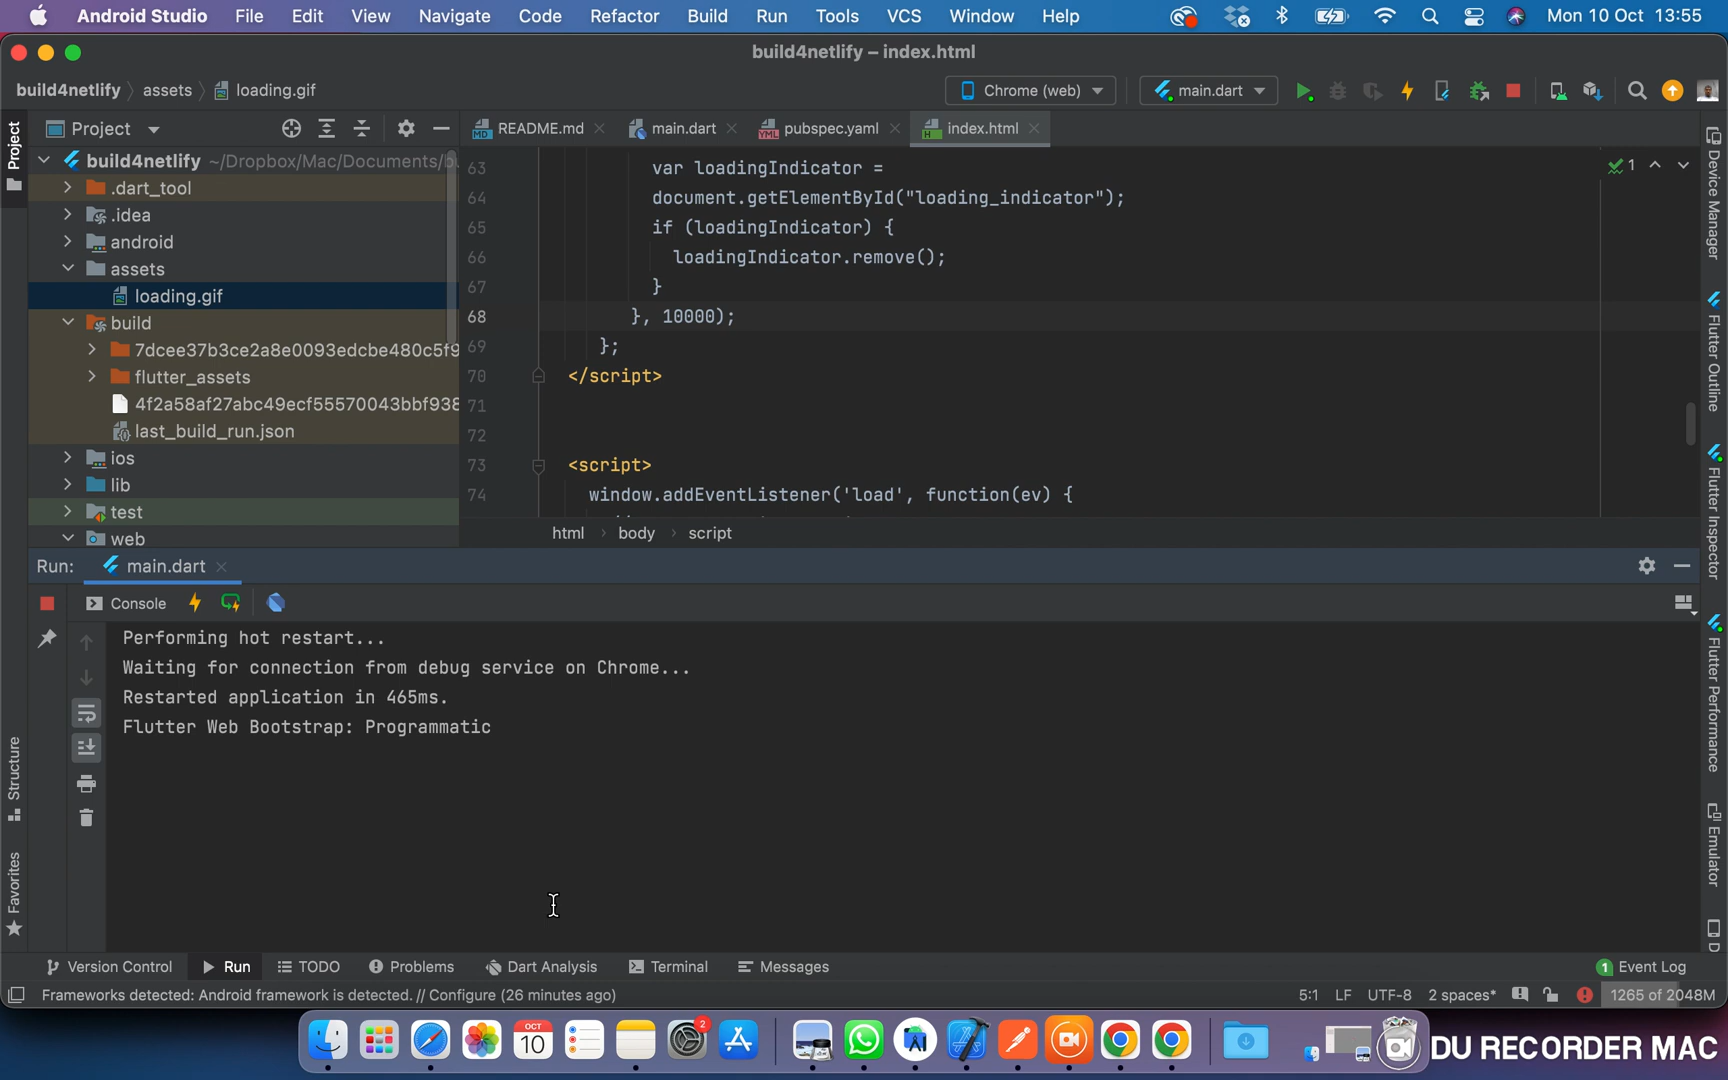 Android Studio File Edit View Navigate Code Refactor Build Run Tools VCS Window Help Mon 10 Oct 13:55
build4netlify – index.html
build4netlify assets loading.gif Chrome (web) main.dart
Project README.md main.dart pubspec.yaml index.html
Project
build4netlify ~/Dropbox/Mac/Documents/b
.dart_tool
.idea
android
assets
loading.gif
build
7dcee37b3ce2a8e0093edcbe480c5f9
flutter_assets
4f2a58af27abc49ecf55570043bbf938
last_build_run.json
ios
lib
test
web
63 var loadingIndicator =
64 document.getElementById("loading_indicator");
65 if (loadingIndicator) {
66 loadingIndicator.remove();
67 }
68 }, 10000);
69 };
70 </script>
71
72
73 <script>
74 window.addEventListener('load', function(ev) {
1
html body script
Device Manager
Flutter Outline
Flutter Inspector
Flutter Performance
Emulator
Run: main.dart
Console
Performing hot restart...
Waiting for connection from debug service on Chrome...
Restarted application in 465ms.
Flutter Web Bootstrap: Programmatic
Structure
Favorites
Version Control Run TODO Problems Dart Analysis Terminal Messages 1 Event Log
Frameworks detected: Android framework is detected. // Configure (26 minutes ago) 5:1 LF UTF-8 2 spaces* 1265 of 2048M
OCT
10
2
DU RECORDER MAC